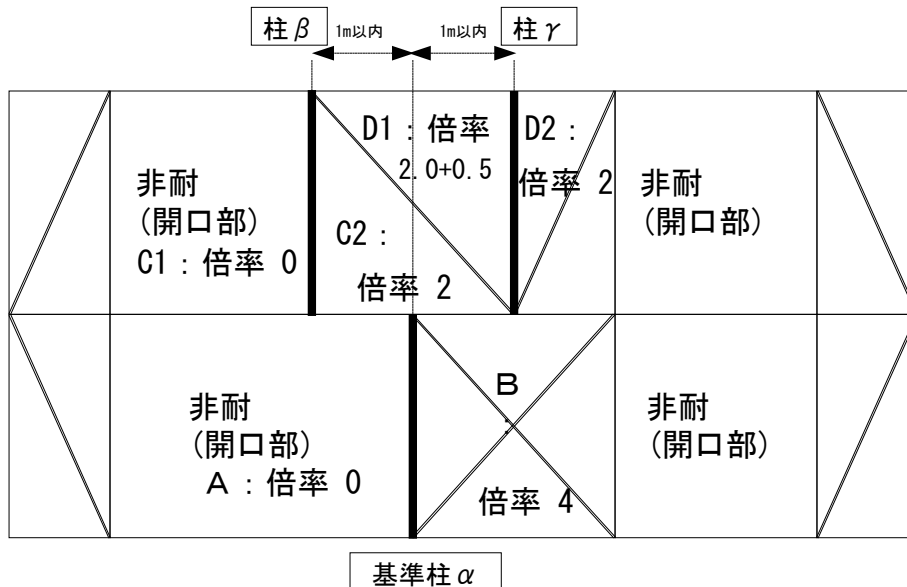 柱β
1m以内
1m以内
柱γ
D1：倍率
2.0+0.5
D2：
倍率 2
非耐
(開口部)
C1：倍率 0
C2：
倍率 2
非耐
(開口部)
非耐
(開口部)
A：倍率 0
B
倍率 4
非耐
(開口部)
基準柱α